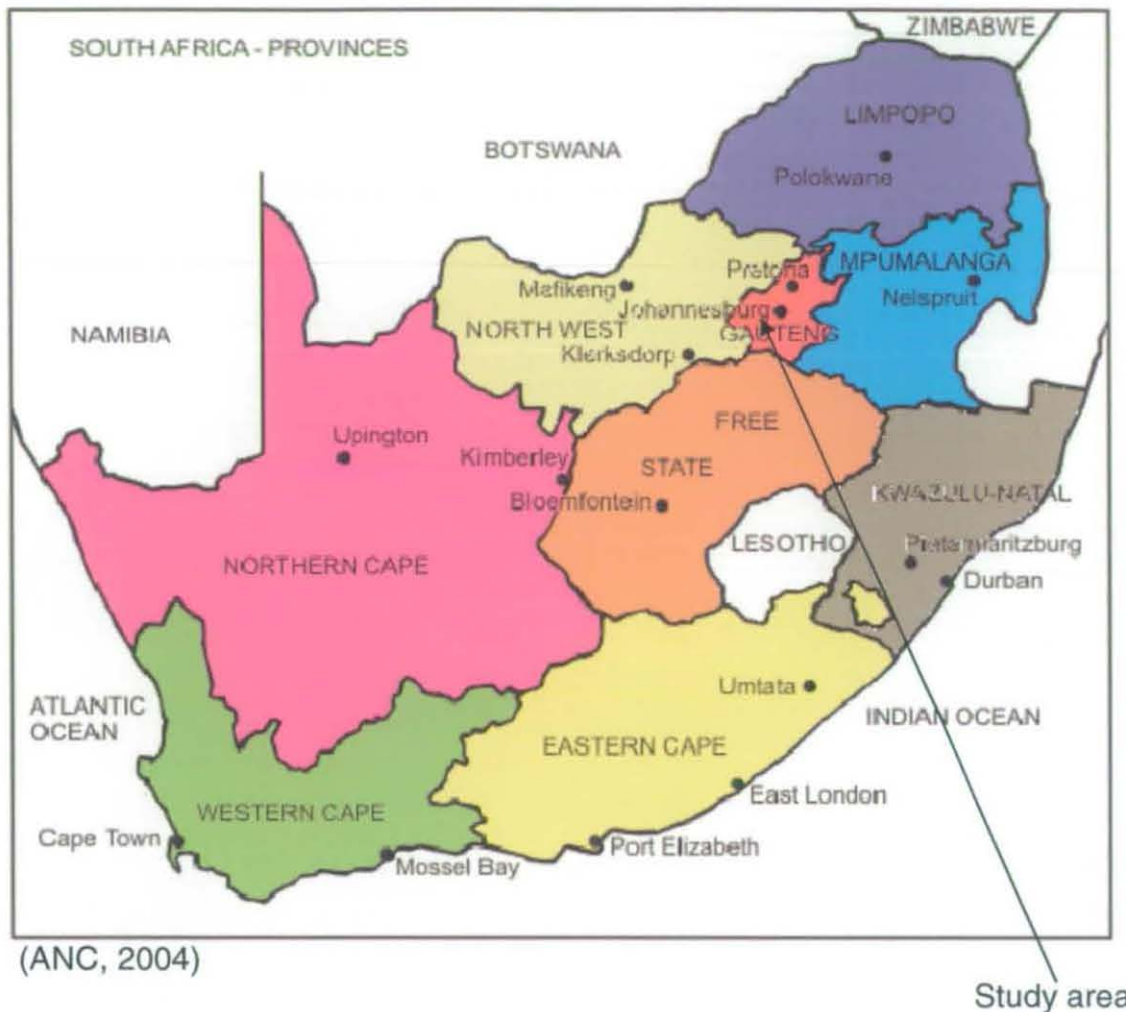 SOUTH AFRICA - PROVINCES
ZIMBABWE
LIMPOPO
BOTSWANA
Polokwane
MPUMALANGA
Pretoria
Mafikeng
Nelspruit
Johannesburg
NORTH WEST
GAUTENG
NAMIBIA
Klerksdorp
FREE
STATE
Upington
Kimberley
Bloemfontein
KWAZULU-NATAL
LESOTHO
Pietermaritzburg
NORTHERN CAPE
Durban
Umtata
ATLANTIC
OCEAN
INDIAN OCEAN
EASTERN CAPE
East London
WESTERN CAPE
Cape Town
Port Elizabeth
Mossel Bay
(ANC, 2004)
Study area